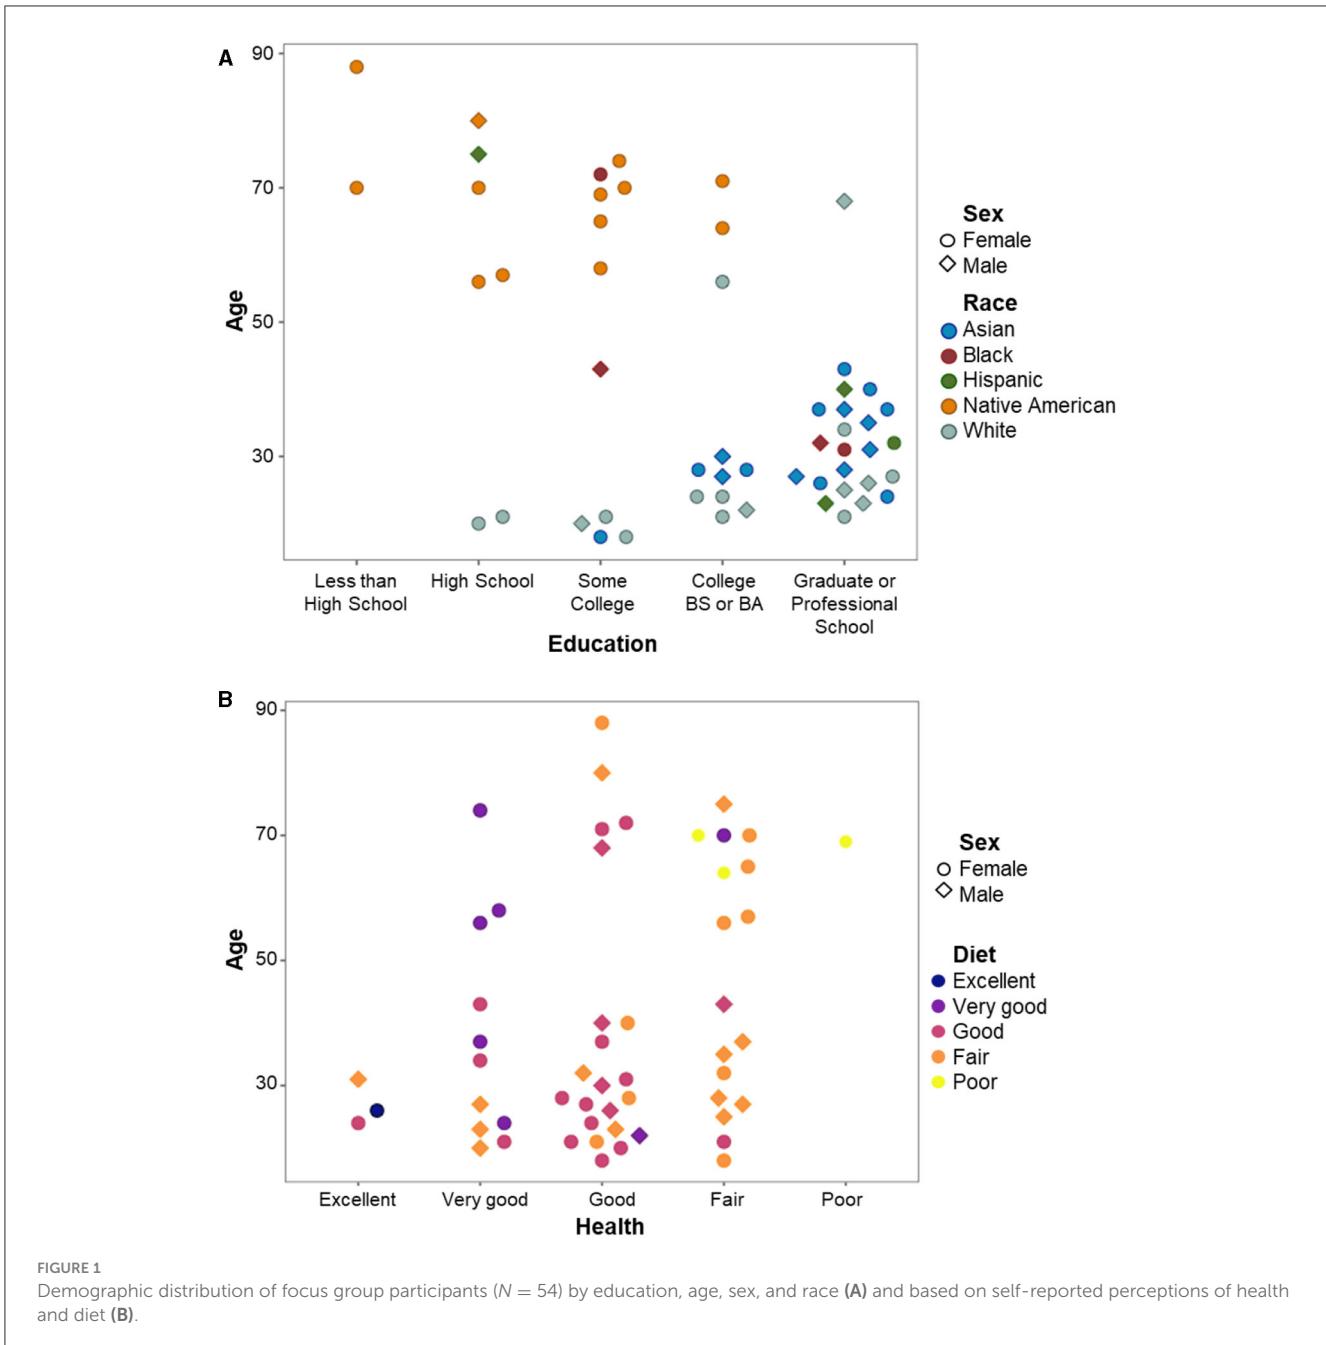 A
90
70
50
30
Age
Less than
High School
High School
Some
College
College
BS or BA
Graduate or
Professional
School
Education
Sex
Female
Male
Race
Asian
Black
Hispanic
Native American
White
B
90
70
50
30
Age
Excellent
Very good
Good
Fair
Poor
Health
Sex
Female
Male
Diet
Excellent
Very good
Good
Fair
Poor
FIGURE 1
Demographic distribution of focus group participants (N = 54) by education, age, sex, and race (A) and based on self-reported perceptions of health
and diet (B).